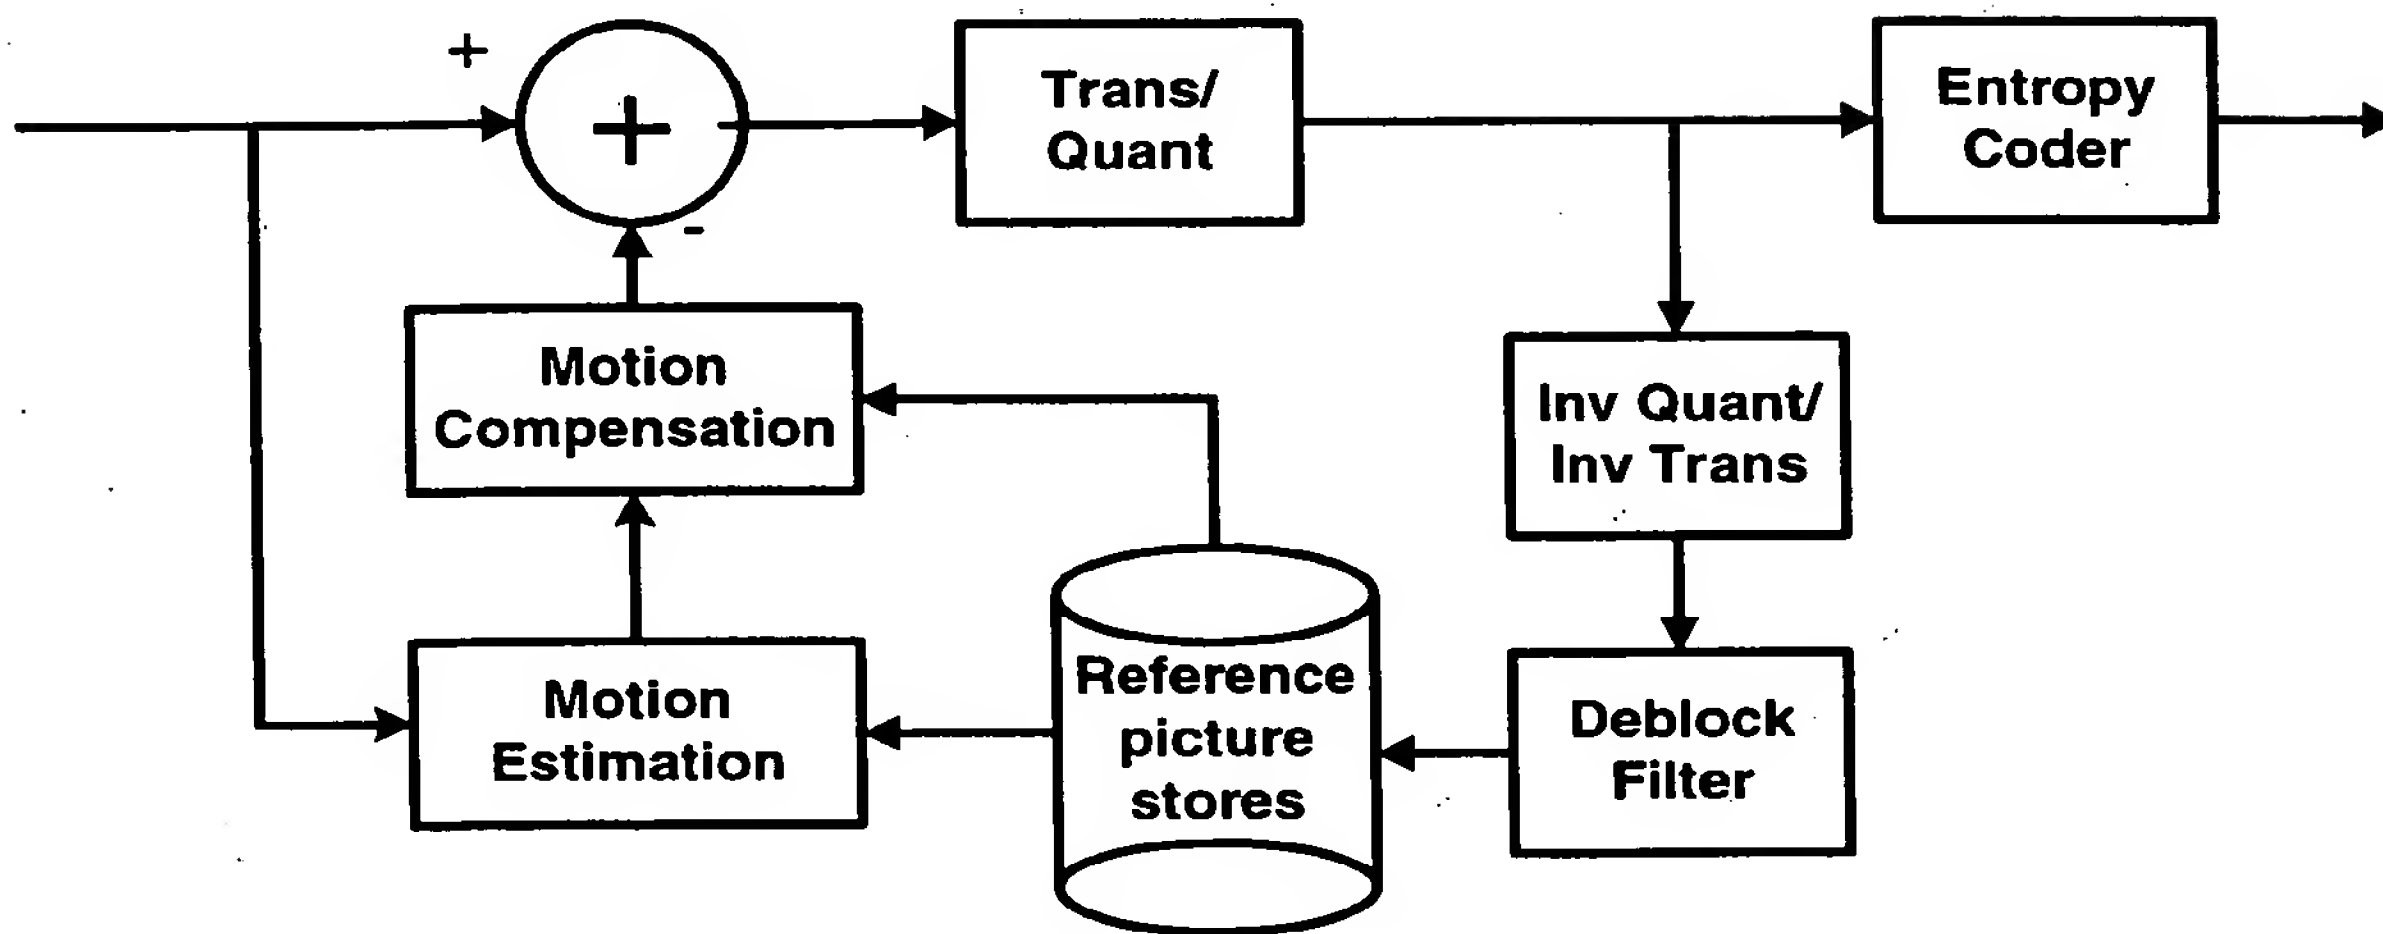 +
+
Trans/
Quant
Entropy
Coder
-
Motion
Compensation
Inv Quant/
Inv Trans
Motion
Estimation
Reference
picture
stores
Deblock
Filter